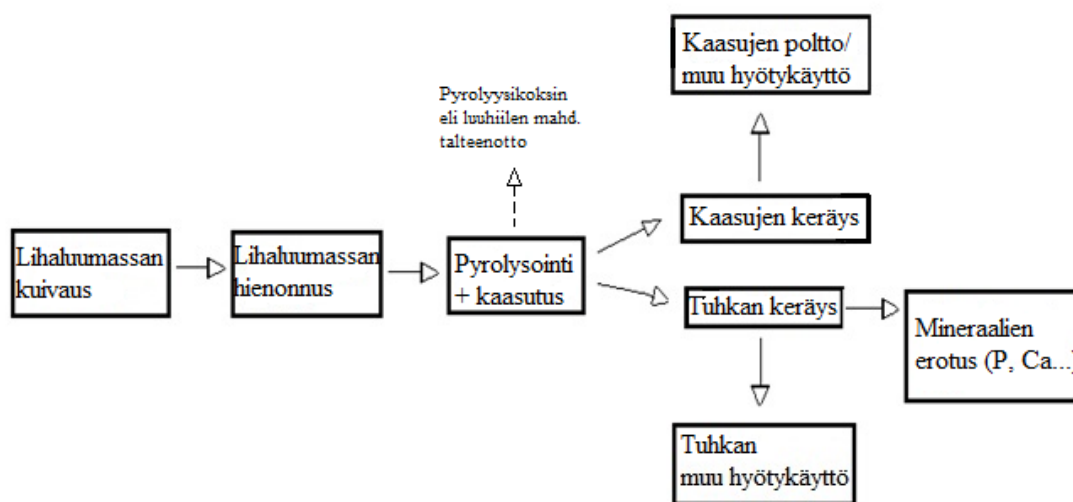 Kaasujen poltto/
muu hyötykäyttö
Pyrolyysikoksin
eli luuhiilen mahd.
talteenotto
Kaasujen keräys
Lihaluumassan
kuivaus
Lihaluumassan
hienonnus
Pyrolysointi
+ kaasutus
Tuhkan keräys
Mineraalien
erotus (P, Ca...)
Tuhkan
muu hyötykäyttö